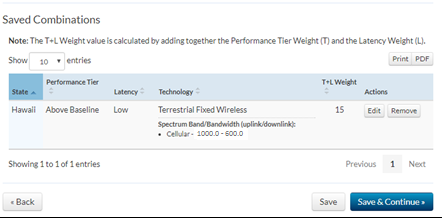 Saved Combinations
Note: The T+L Weight value is calculated by adding together the Performance Tier Weight (T) and the Latency Weight (L).
Show 10 entries
Print PDF
State Performance Tier Latency Technology T+L Weight Actions
Hawaii Above Baseline Low Terrestrial Fixed Wireless 15 Edit Remove
Spectrum Band/Bandwidth (uplink/downlink):
• Cellular - 1000.0 - 600.0
Showing 1 to 1 of 1 entries
Previous 1 Next
« Back
Save
Save & Continue »